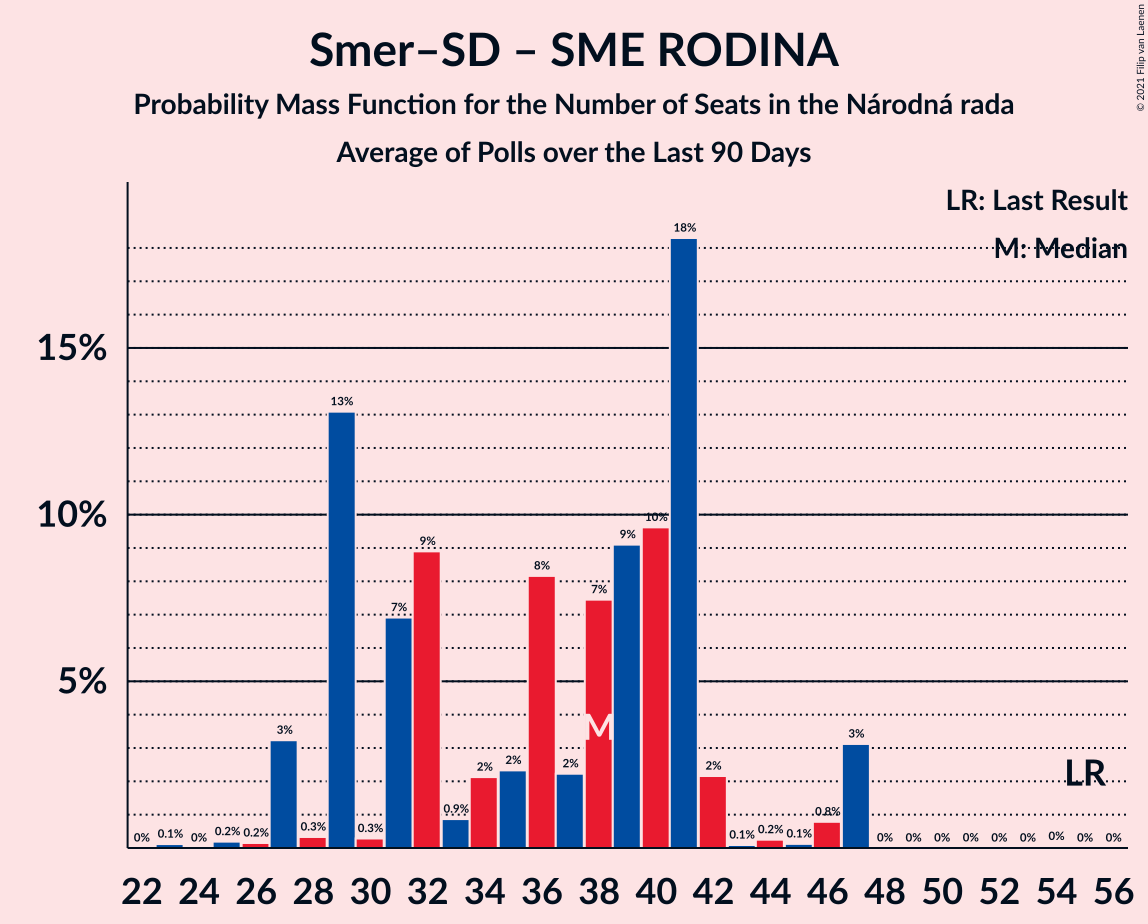 Smer–SD – SME RODINA
Probability Mass Function for the Number of Seats in the Národná rada
Average of Polls over the Last 90 Days
© 2021 Filip van Laenen
LR: Last Result
M: Median
15%
10%
5%
0% 0.1% 0% 0.2% 0.2% 3% 0.3% 13% 0.3% 7% 9% 0.9% 2% 2% 8% 2% 7% 9% 10% 18% 2% 0.1% 0.2% 0.1% 0.8% 3% 0% 0% 0% 0% 0% 0% 0% 0% 0%
M
LR
22 24 26 28 30 32 34 36 38 40 42 44 46 48 50 52 54 56